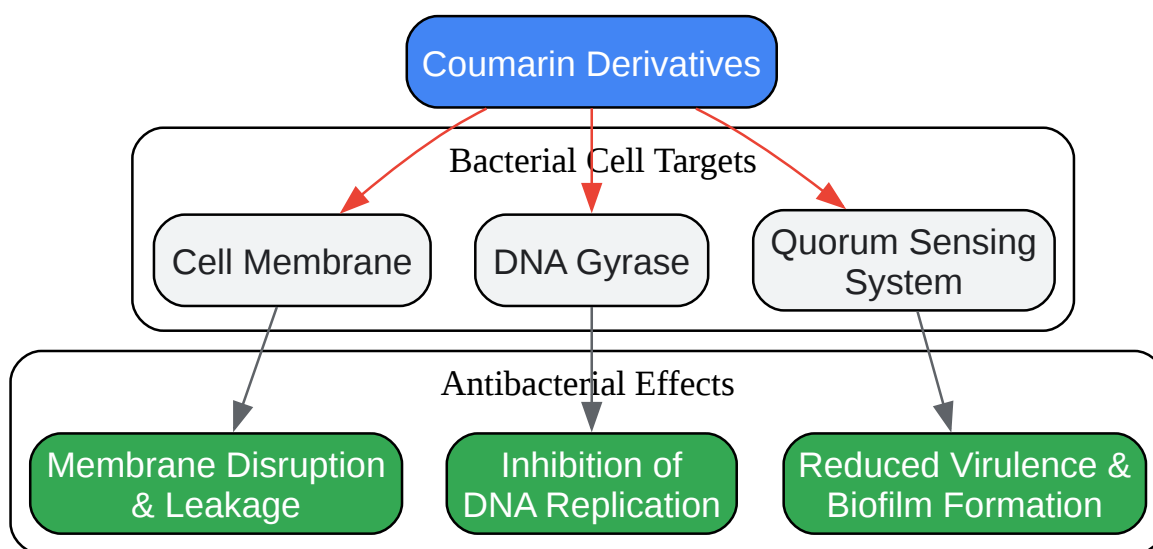 Coumarin Derivatives
Bacterial Cell Targets
Cell Membrane
DNA Gyrase
Quorum Sensing
System
Antibacterial Effects
Membrane Disruption
& Leakage
Inhibition of
DNA Replication
Reduced Virulence &
Biofilm Formation